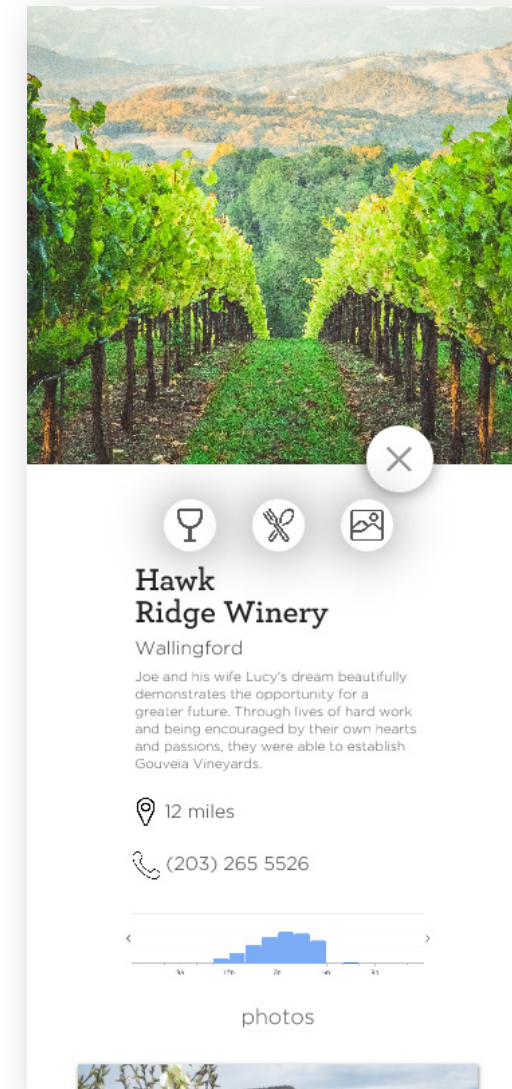 Hawk
Ridge Winery
Wallingford
Joe and his wife Lucy's dream beautifully
demonstrates the opportunity for a
greater future. Through lives of hard work
and being encouraged by their own hearts
and passions, they were able to establish
Gouveia Vineyards.
12 miles
(203) 265 5526
photos